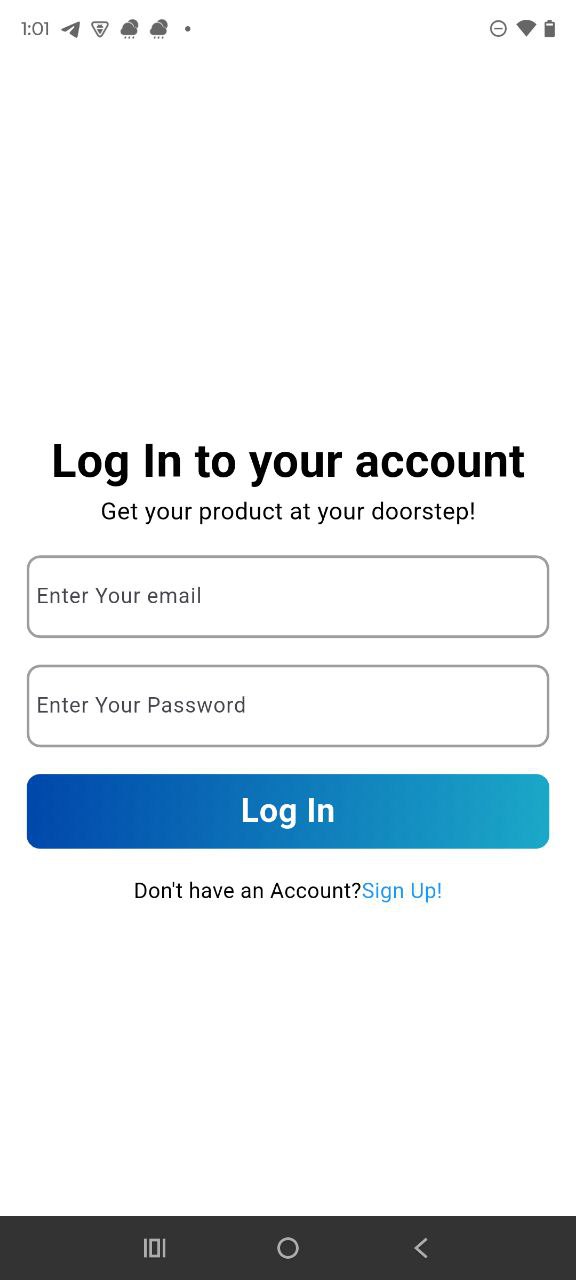 1:01
Log In to your account
Get your product at your doorstep!
Enter Your email
Enter Your Password
Log In
Don't have an Account?Sign Up!